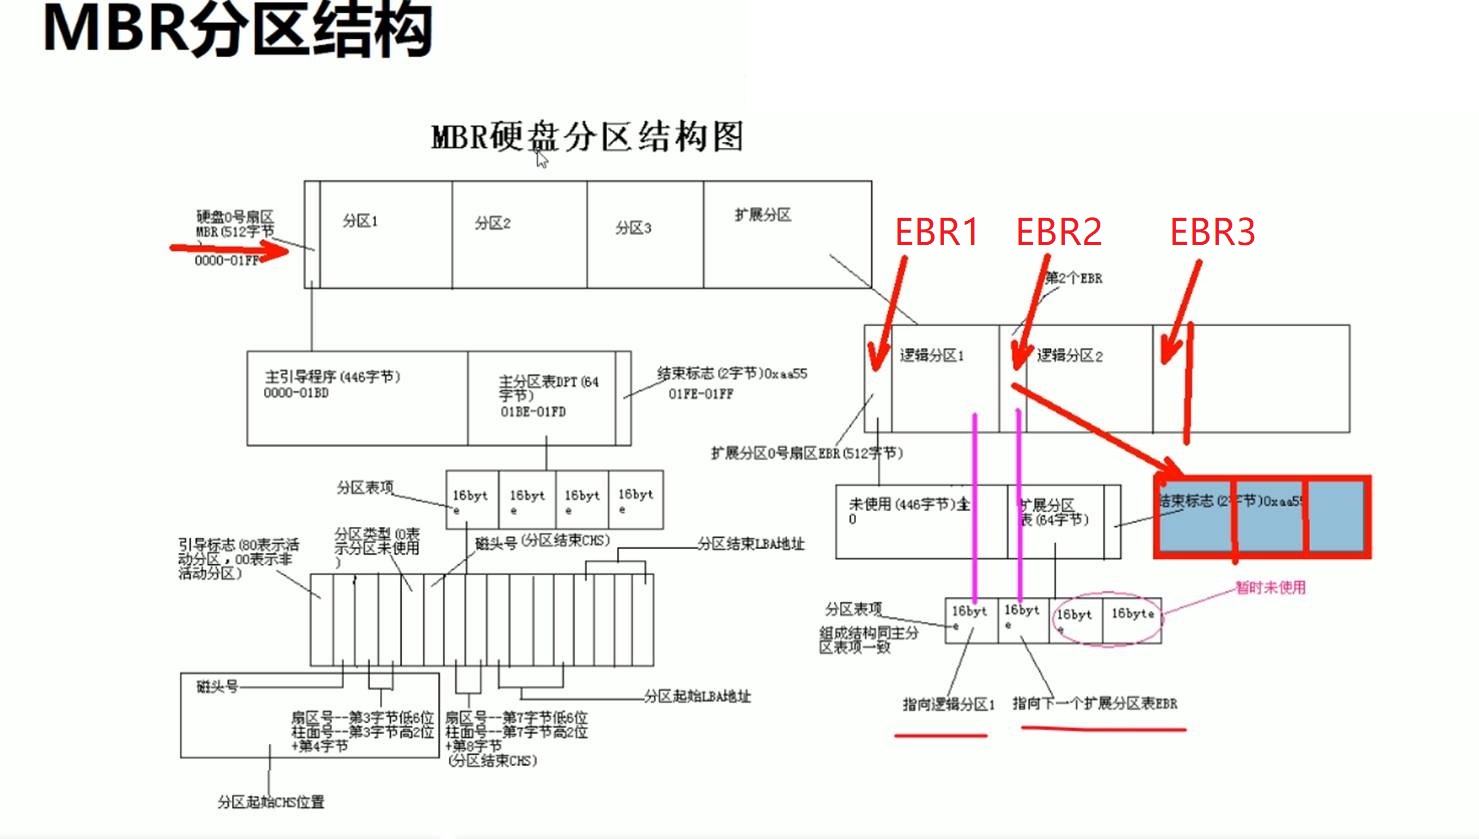 MBR分区结构
MBR硬盘分区结构图
硬盘0号扇区
MBR(512字节
)
0000-01FF
分区1
分区2
分区3
扩展分区
EBR1
EBR2
EBR3
第2个EBR
逻辑分区1
逻辑分区2
主引导程序(446字节)
0000-01BD
主分区表DPT(64
字节)
01BE-01FD
结束标志(2字节)0xaa55
01FE-01FF
扩展分区0号扇区EBR(512字节)
未使用(446字节)全
0
扩展分区
表(64字节)
结束标志(2字节)0xaa55
分区表项
16byt
e
16byt
e
16byt
e
16byt
e
引导标志(80表示活
动分区，00表示非
活动分区)
分区类型(0表
示分区未使用
)
磁头号(分区结束CHS)
分区结束LBA地址
暂时未使用
分区表项
组成结构同主分
区表项一致
16byt
e
16byt
e
16byt
e
16byte
磁头号
扇区号--第3字节低6位
柱面号--第3字节高2位
+第4字节
扇区号--第7字节低6位
柱面号--第7字节高2位
+第8字节
(分区结束CHS)
分区起始LBA地址
指向逻辑分区1
指向下一个扩展分区表EBR
分区起始CHS位置